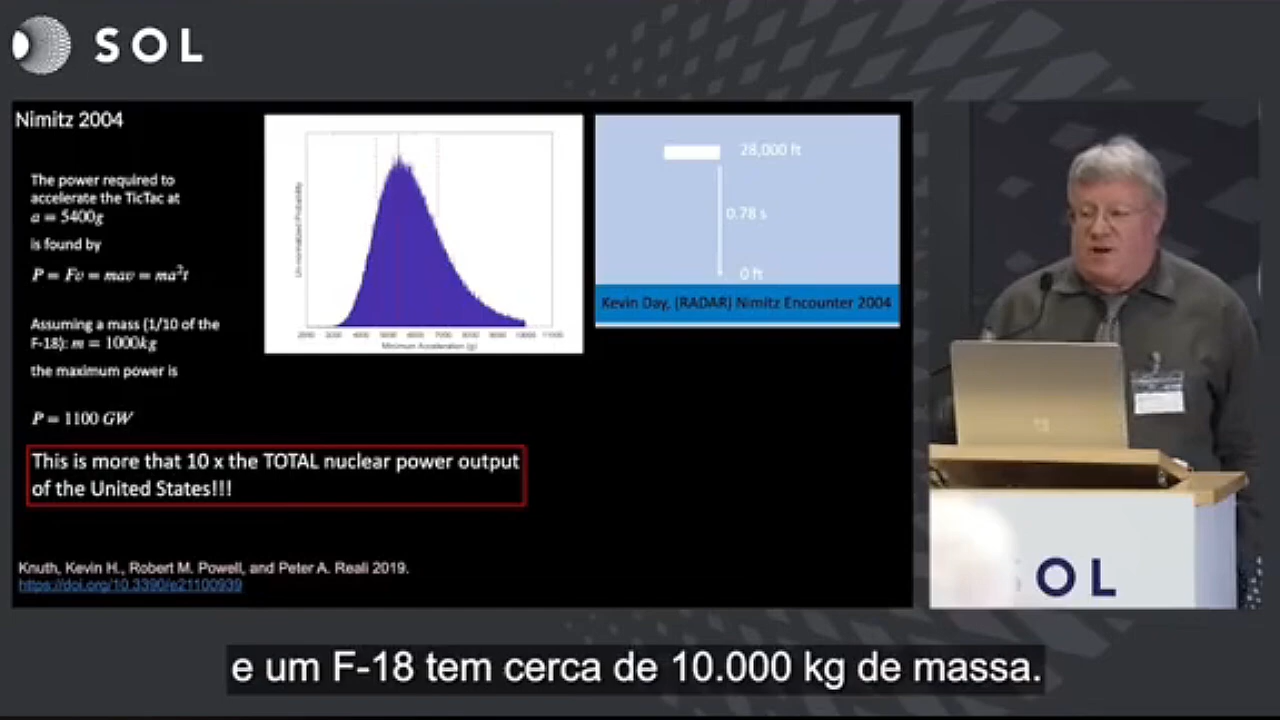 SOL
Nimitz 2004
The power required to
accelerate the TicTac at
a = 5400g
is found by
P = Fv = mav = ma²t
Assuming a mass (1/10 of the
F-18): m = 1000kg
the maximum power is
P = 1100 GW
This is more that 10 x the TOTAL nuclear power output
of the United States!!!
Knuth, Kevin H., Robert M. Powell, and Peter A. Reali 2019.
https://doi.org/10.3390/e21100939
Un-normalized Probability
Minimum Acceleration (g)
28,000 ft
0.78 s
0 ft
Kevin Day, (RADAR) Nimitz Encounter 2004
OL
e um F-18 tem cerca de 10.000 kg de massa.